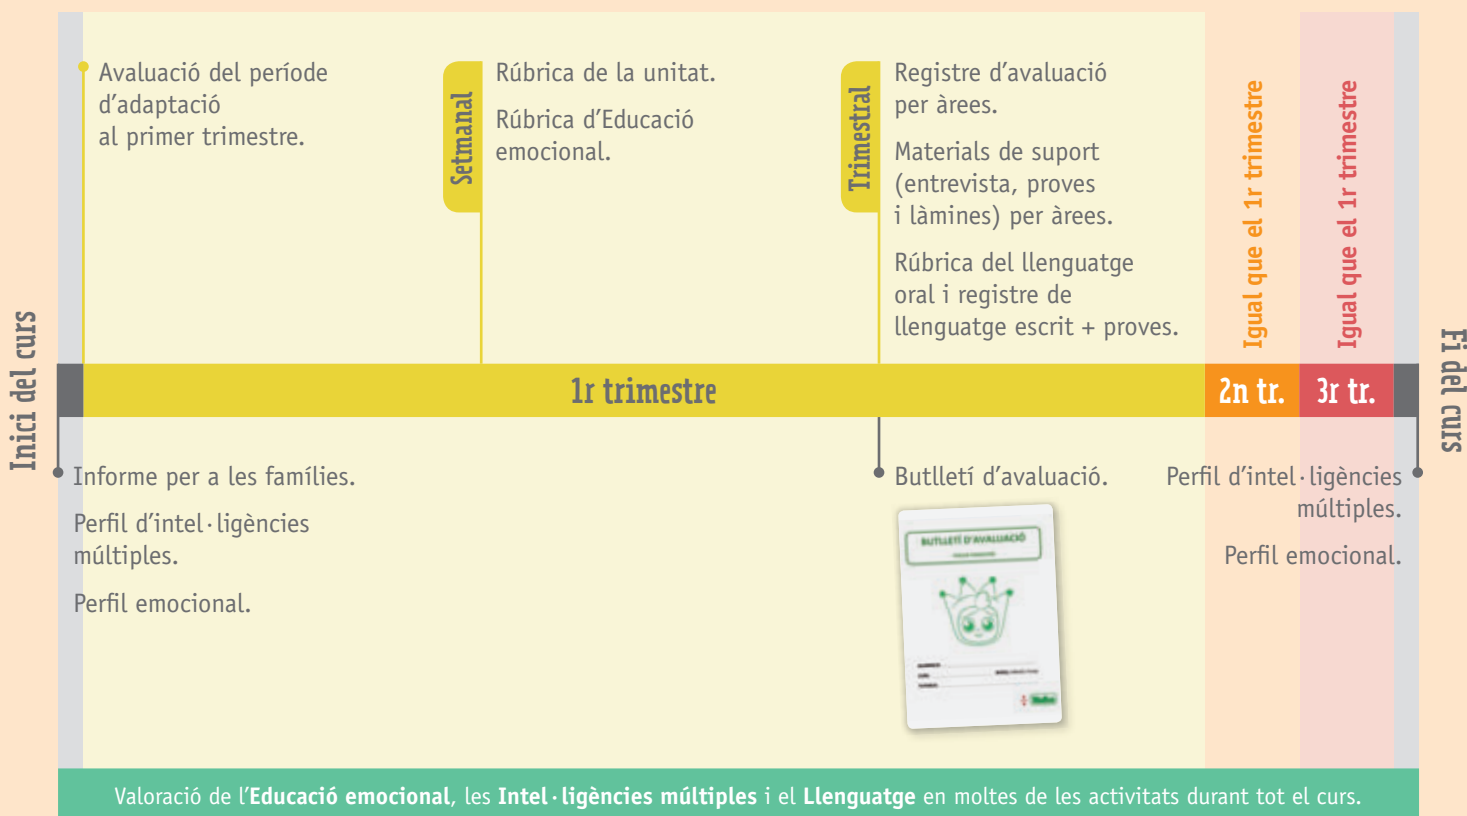 Inici del curs
Avaluació del període
d'adaptació
al primer trimestre.
Setmanal
Rúbrica de la unitat.
Rúbrica d'Educació
emocional.
Trimestral
Registre d'avaluació
per àrees.
Materials de suport
(entrevista, proves
i làmines) per àrees.
Rúbrica del llenguatge
oral i registre de
llenguatge escrit + proves.
Igual que el 1r trimestre
Igual que el 1r trimestre
1r trimestre
2n tr.
3r tr.
Fi del curs
Informe per a les famílies.
Perfil d'intel·ligències
múltiples.
Perfil emocional.
Butlletí d'avaluació.
BUTLLETÍ D'AVALUACIÓ
Perfil d'intel·ligències
múltiples.
Perfil emocional.
Valoració de l'Educació emocional, les Intel·ligències múltiples i el Llenguatge en moltes de les activitats durant tot el curs.